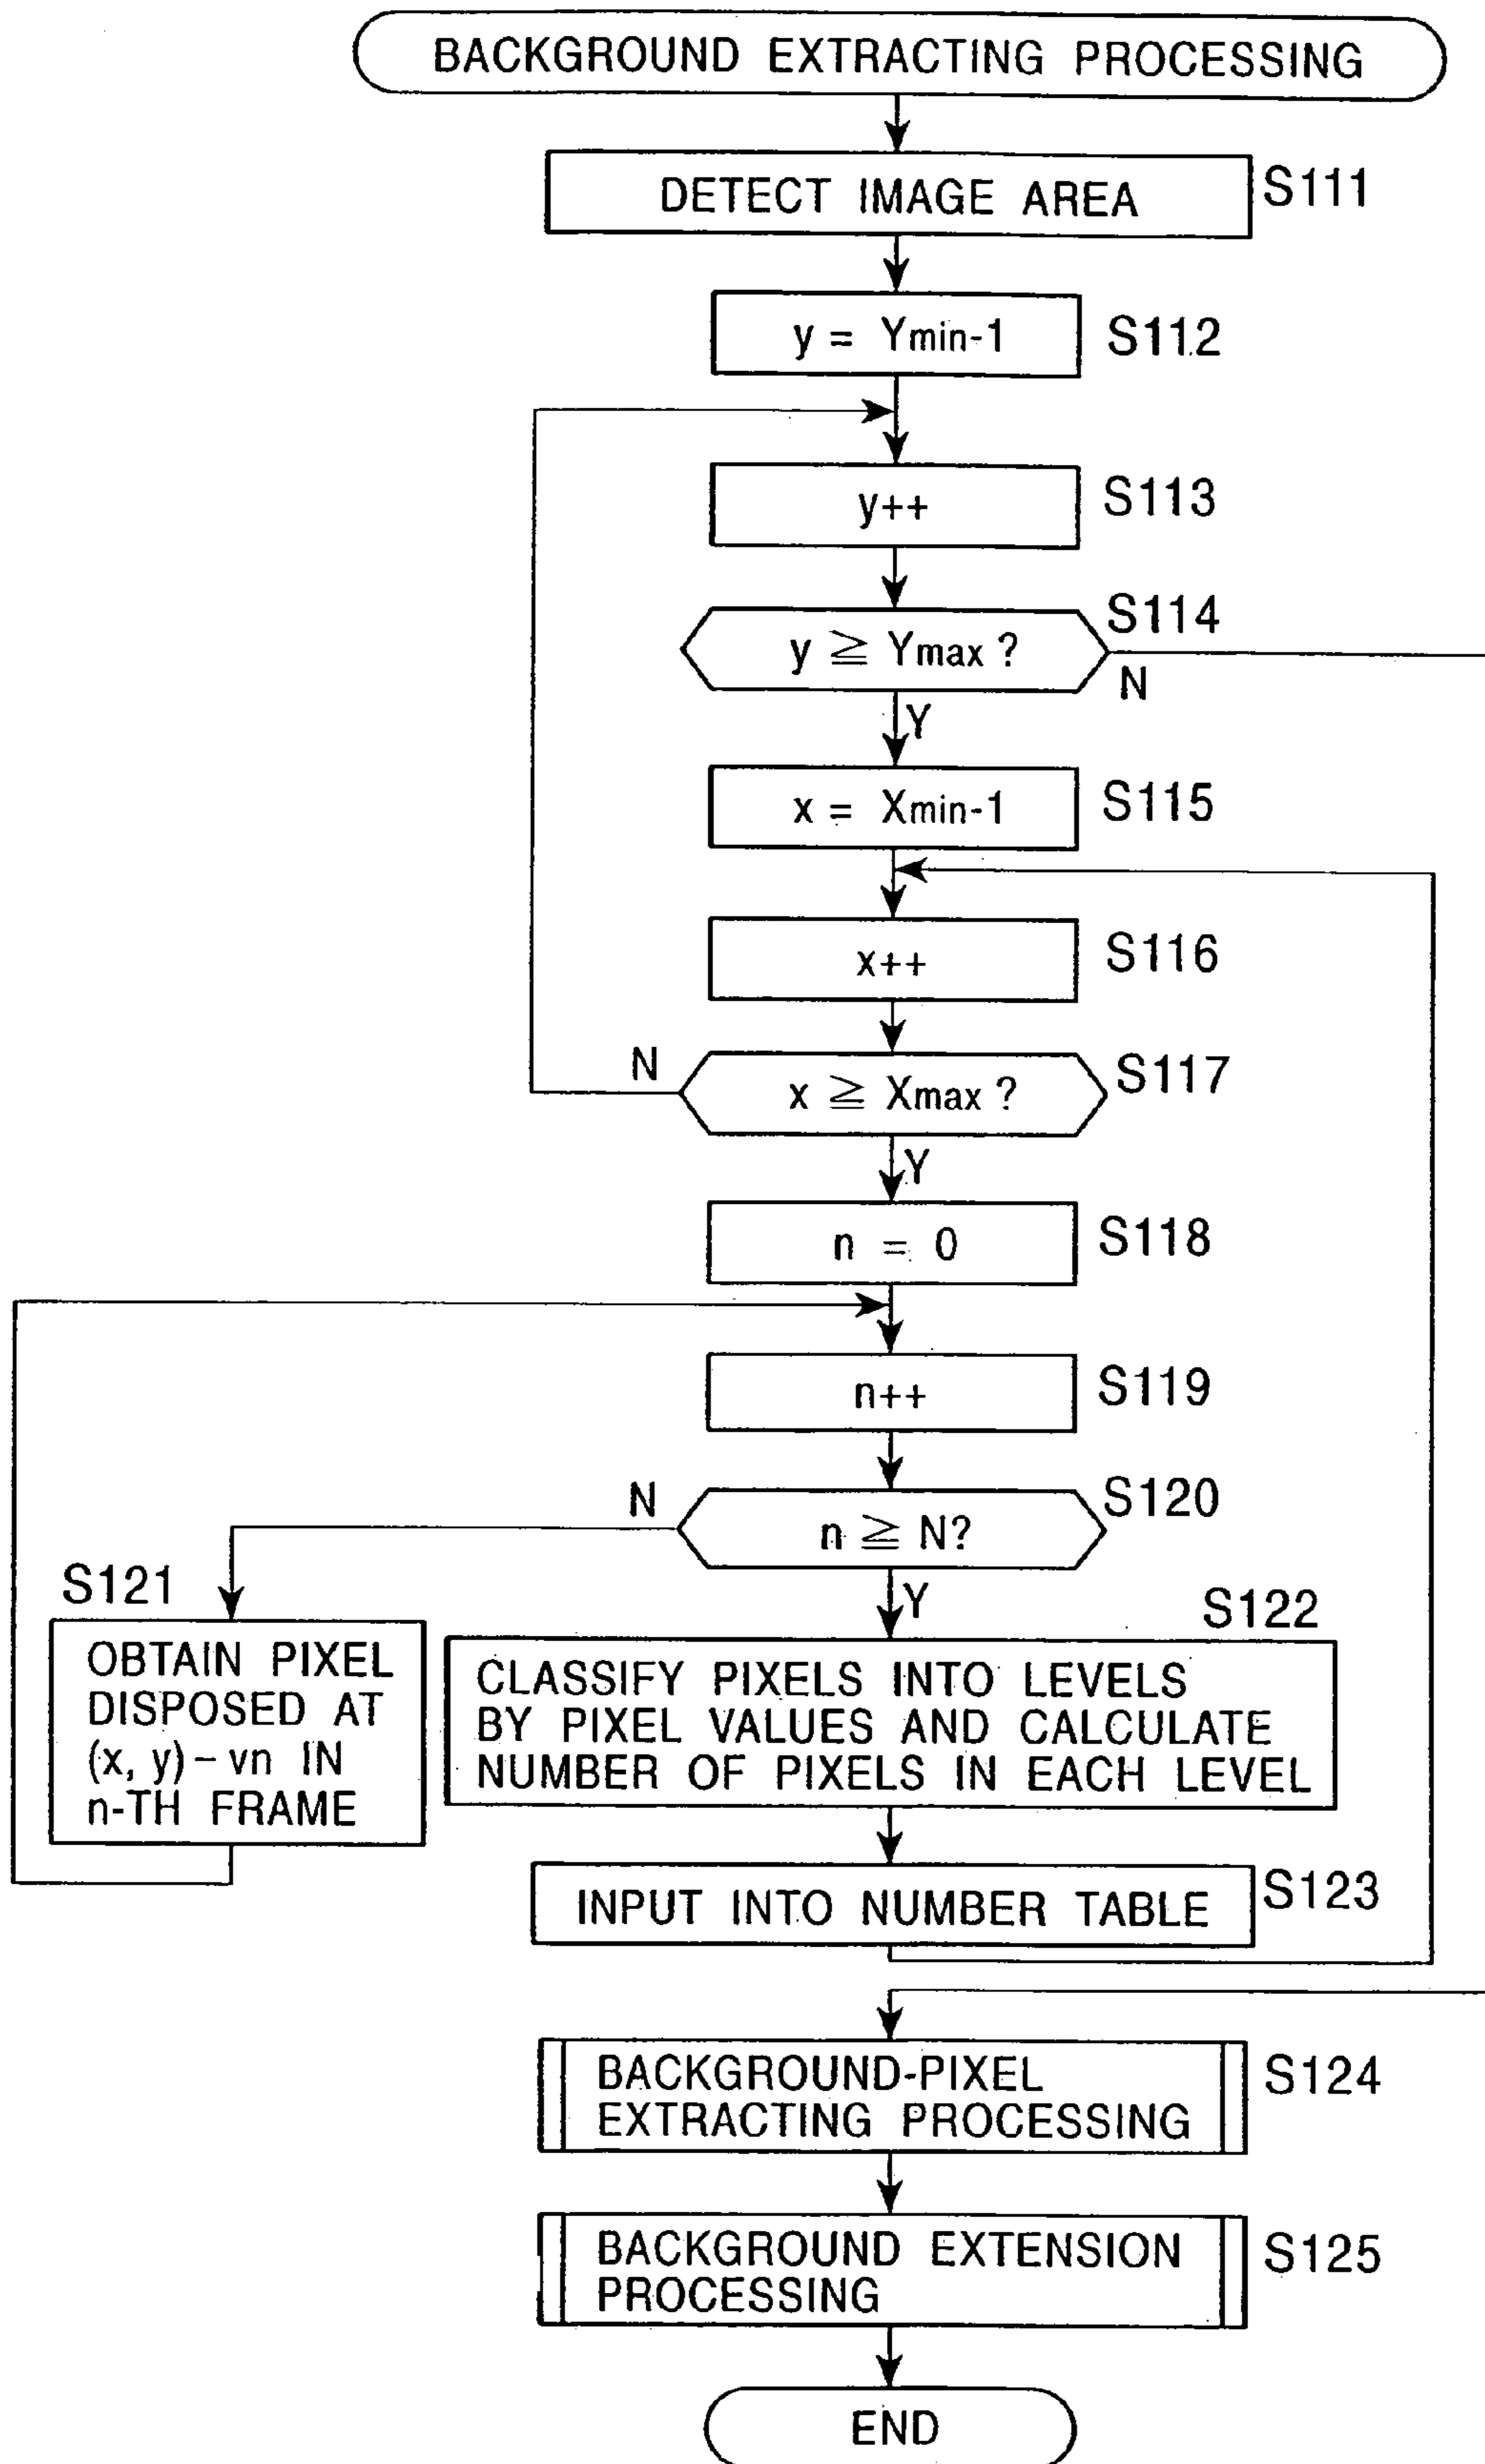 BACKGROUND EXTRACTING PROCESSING
DETECT IMAGE AREA
S111
y = Ymin-1
S112
y++
S113
S114
y ≧ Ymax ?
N
Y
x = Xmin-1
S115
x++
S116
N
x ≧ Xmax ?
S117
Y
n = 0
S118
n++
S119
N
n ≧ N?
S120
Y
S121
OBTAIN PIXEL
DISPOSED AT
(x, y) – vn IN
n-TH FRAME
S122
CLASSIFY PIXELS INTO LEVELS
BY PIXEL VALUES AND CALCULATE
NUMBER OF PIXELS IN EACH LEVEL
INPUT INTO NUMBER TABLE
S123
BACKGROUND-PIXEL
EXTRACTING PROCESSING
S124
BACKGROUND EXTENSION
PROCESSING
S125
END